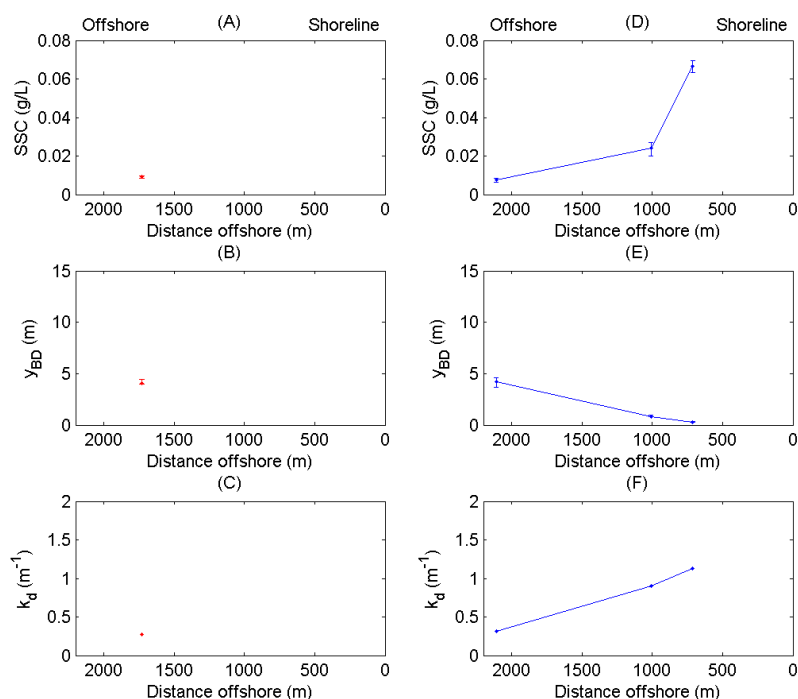 Offshore (A) Shoreline
0.08
0.06
0.04
0.02
0
SSC (g/L)
2000 1500 1000 500 0
Distance offshore (m)
(B)
15
10
5
0
y_BD (m)
2000 1500 1000 500 0
Distance offshore (m)
(C)
2
1.5
1
0.5
0
k_d (m^-1)
2000 1500 1000 500 0
Distance offshore (m)
Offshore (D) Shoreline
0.08
0.06
0.04
0.02
0
SSC (g/L)
2000 1500 1000 500 0
Distance offshore (m)
(E)
15
10
5
0
y_BD (m)
2000 1500 1000 500 0
Distance offshore (m)
(F)
2
1.5
1
0.5
0
k_d (m^-1)
2000 1500 1000 500 0
Distance offshore (m)